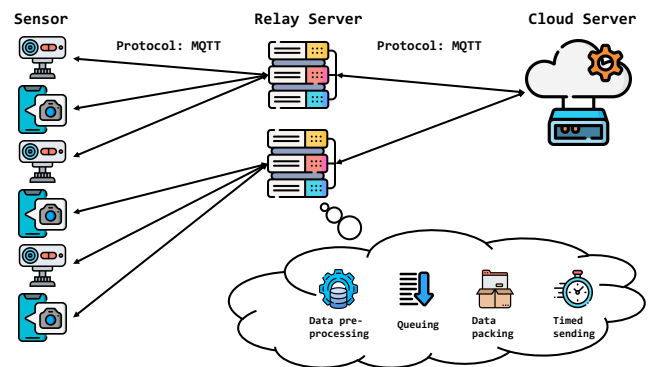 Sensor
Relay Server
Cloud Server
Protocol: MQTT
Protocol: MQTT
Data pre-
processing
Queuing
Data
packing
Timed
sending